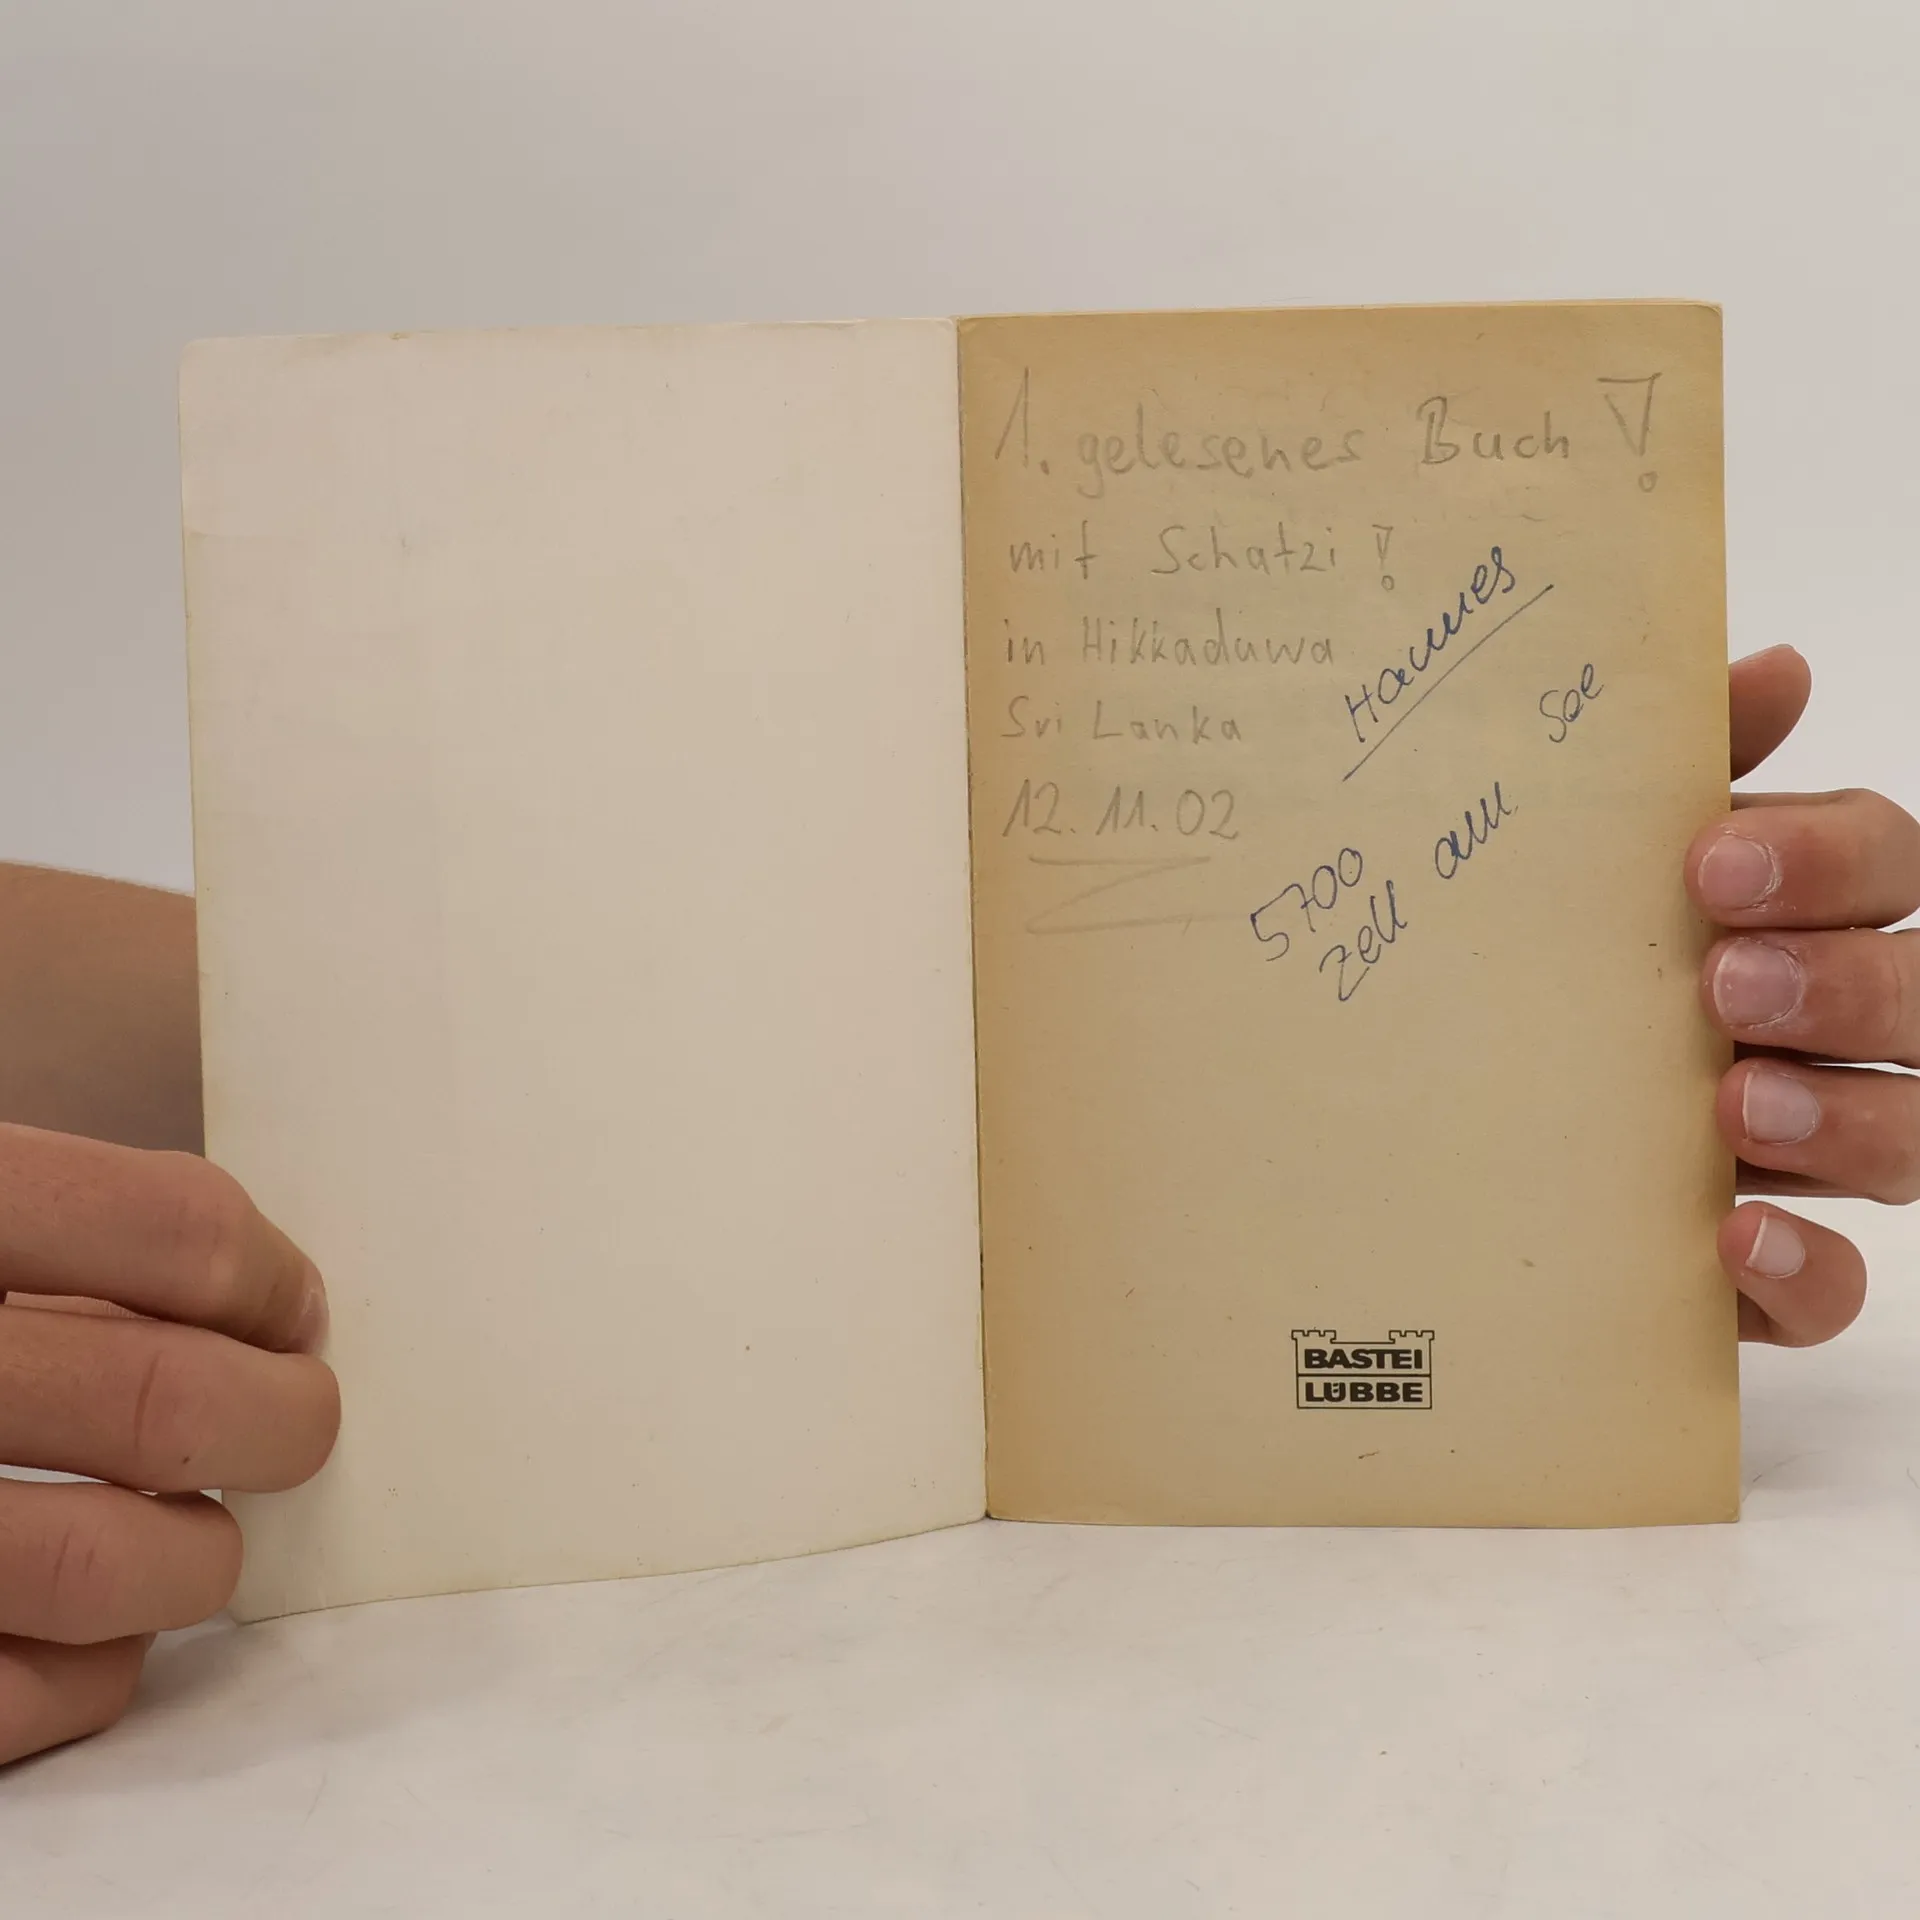 1. gelesenes Buch!
mit Schatzi!
in Hikkaduwa
Sri Lanka
12.11.02
Hannes
5700
Zell am See
BASTEI
LÜBBE